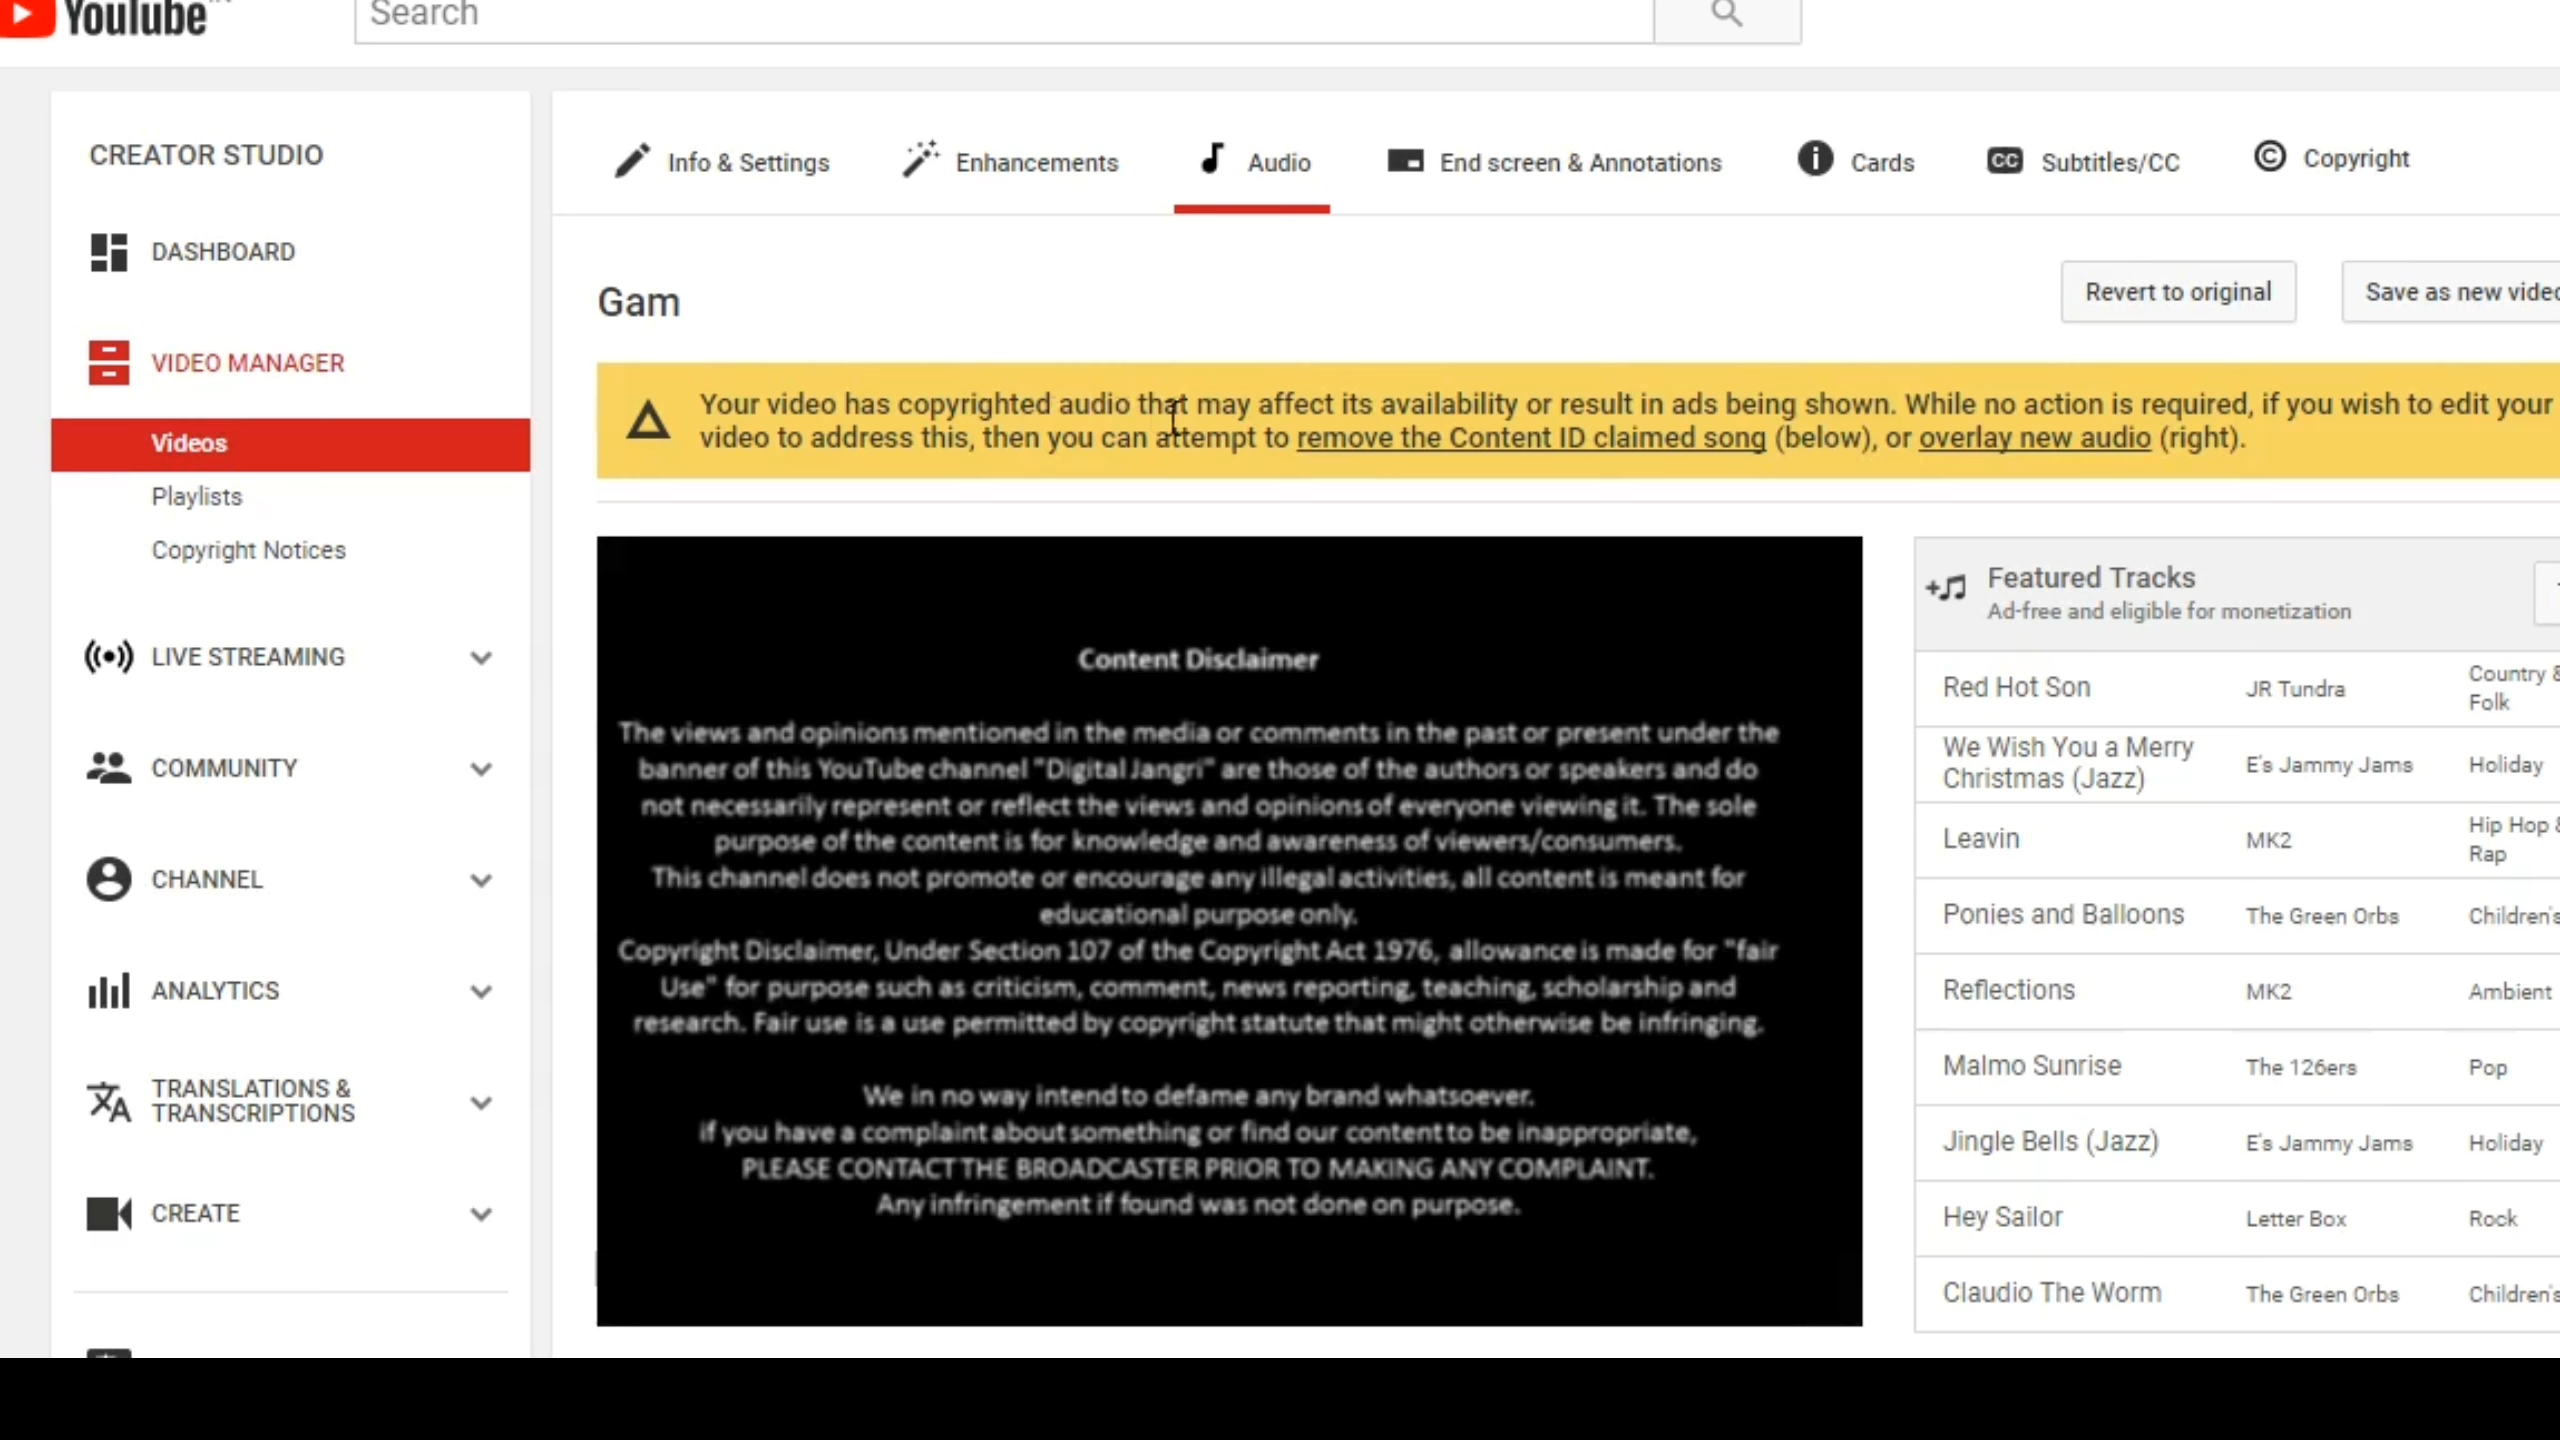 YouTube
Search
CREATOR STUDIO
DASHBOARD
VIDEO MANAGER
Videos
Playlists
Copyright Notices
LIVE STREAMING
COMMUNITY
CHANNEL
ANALYTICS
TRANSLATIONS &
TRANSCRIPTIONS
CREATE
Info & Settings
Enhancements
Audio
End screen & Annotations
Cards
CC Subtitles/CC
Copyright
Gam
Revert to original
Save as new video
Your video has copyrighted audio that may affect its availability or result in ads being shown. While no action is required, if you wish to edit your
video to address this, then you can attempt to remove the Content ID claimed song (below), or overlay new audio (right).
Content Disclaimer
The views and opinions mentioned in the media or comments in the past or present under the
banner of this YouTube channel "Digital Jangri" are those of the authors or speakers and do
not necessarily represent or reflect the views and opinions of everyone viewing it. The sole
purpose of the content is for knowledge and awareness of viewers/consumers.
This channel does not promote or encourage any illegal activities, all content is meant for
educational purpose only.
Copyright Disclaimer, Under Section 107 of the Copyright Act 1976, allowance is made for "fair
Use" for purpose such as criticism, comment, news reporting, teaching, scholarship and
research. Fair use is a use permitted by copyright statute that might otherwise be infringing.
We in no way intend to defame any brand whatsoever.
if you have a complaint about something or find our content to be inappropriate,
PLEASE CONTACT THE BROADCASTER PRIOR TO MAKING ANY COMPLAINT.
Any infringement if found was not done on purpose.
Featured Tracks
Ad-free and eligible for monetization
Red Hot Son JR Tundra Country &
Folk
We Wish You a Merry
Christmas (Jazz) E's Jammy Jams Holiday
Leavin MK2 Hip Hop &
Rap
Ponies and Balloons The Green Orbs Children's
Reflections MK2 Ambient
Malmo Sunrise The 126ers Pop
Jingle Bells (Jazz) E's Jammy Jams Holiday
Hey Sailor Letter Box Rock
Claudio The Worm The Green Orbs Children's